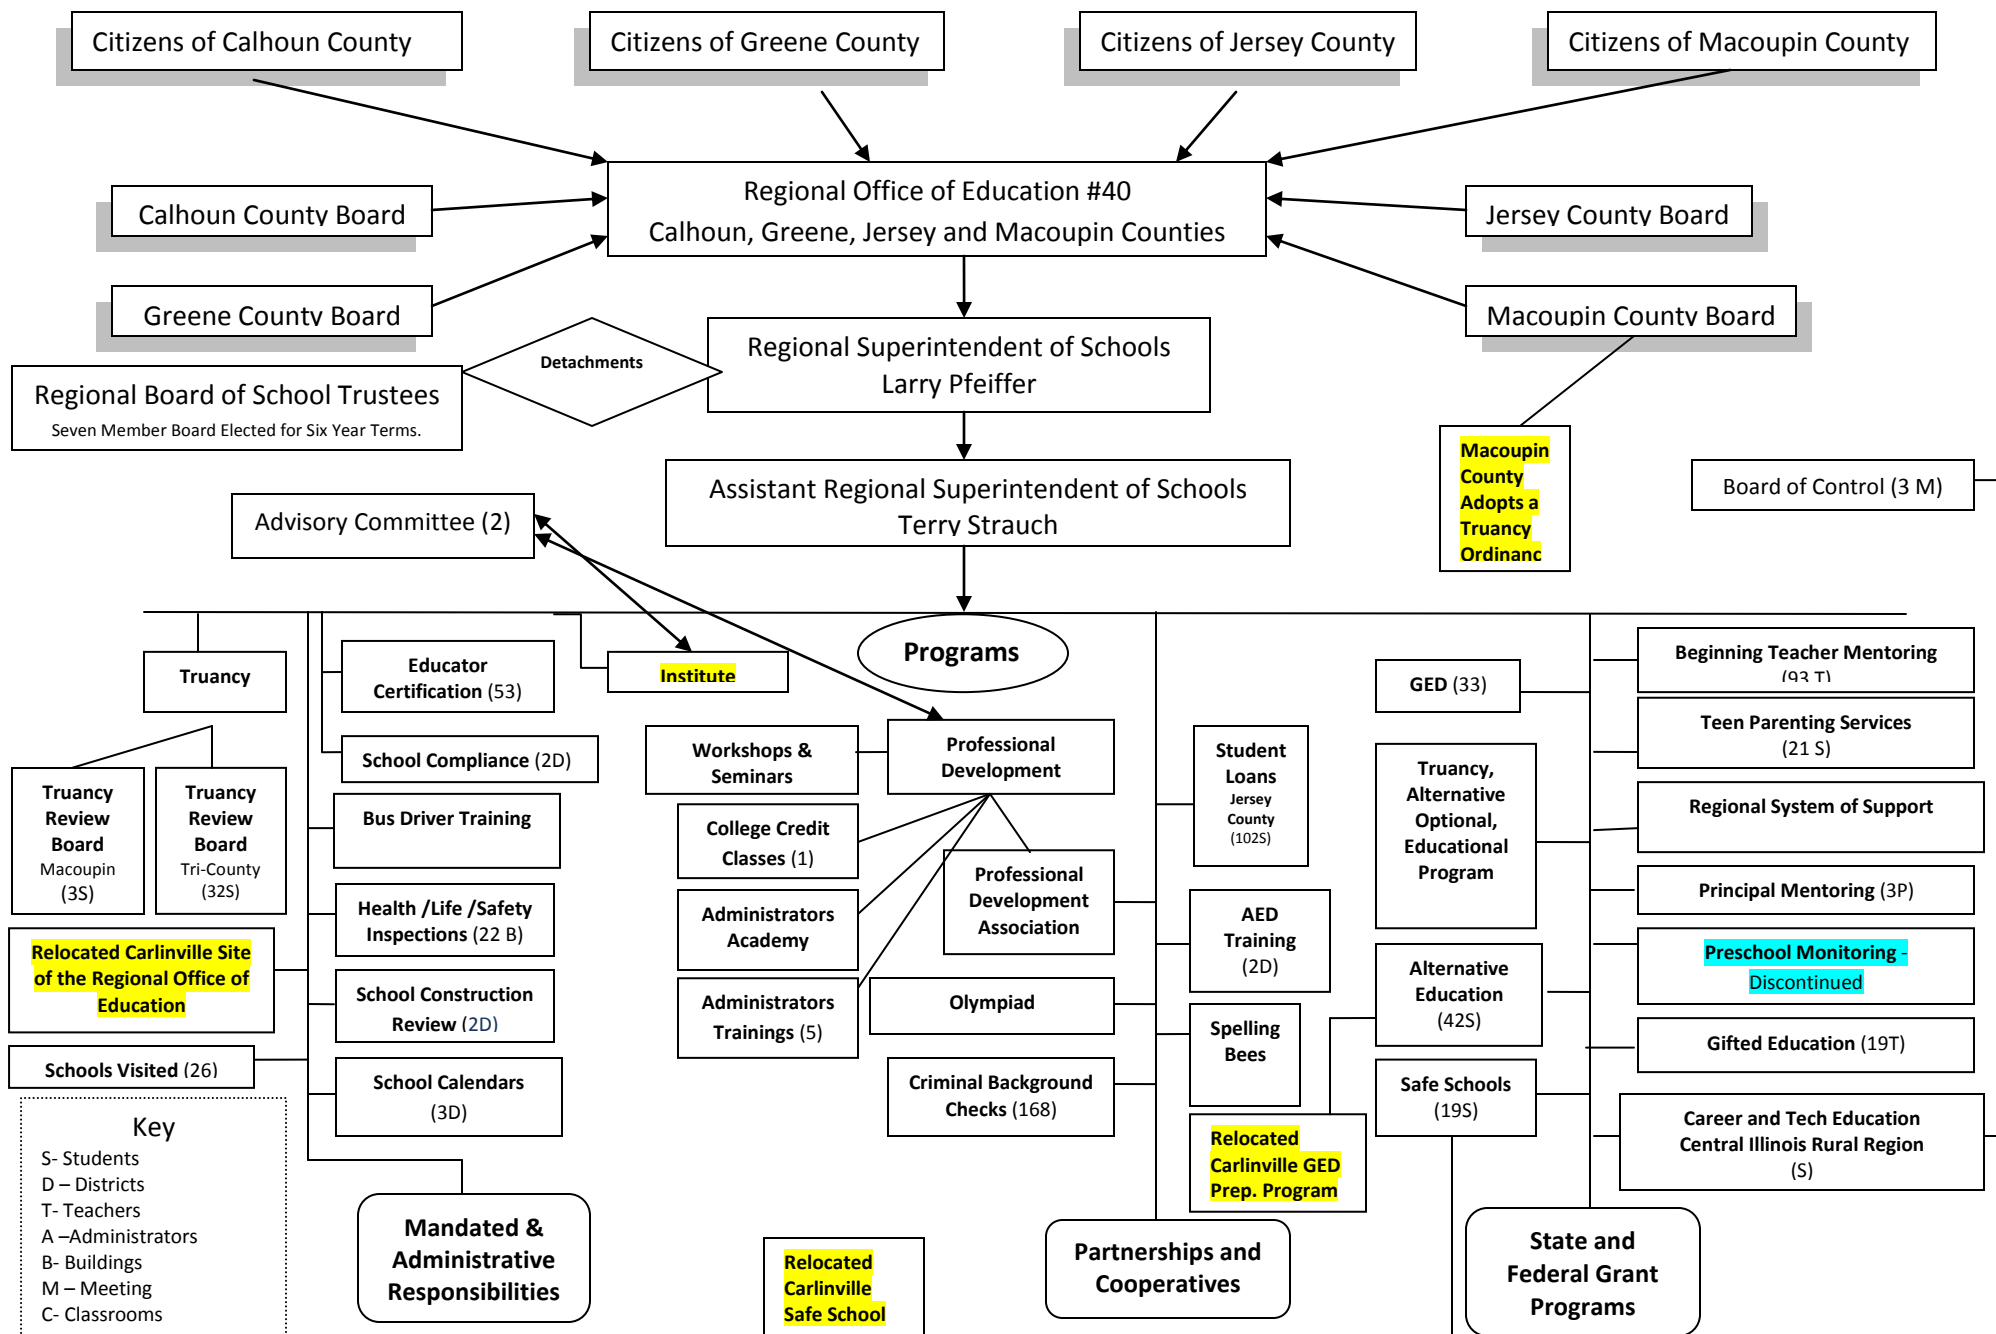 Citizens of Calhoun County
Citizens of Greene County
Citizens of Jersey County
Citizens of Macoupin County
Regional Office of Education #40
Calhoun, Greene, Jersey and Macoupin Counties
Calhoun County Board
Jersey County Board
Greene County Board
Macoupin County Board
Detachments
Regional Superintendent of Schools
Larry Pfeiffer
Regional Board of School Trustees
Seven Member Board Elected for Six Year Terms.
Macoupin
County
Adopts a
Truancy
Ordinanc
Board of Control (3 M)
Assistant Regional Superintendent of Schools
Terry Strauch
Advisory Committee (2)
Programs
Truancy
Educator
Certification (53)
Institute
GED (33)
Beginning Teacher Mentoring
(93 T)
School Compliance (2D)
Workshops &
Seminars
Professional
Development
Student
Loans
Jersey
County
(102S)
Truancy,
Alternative
Optional,
Educational
Program
Teen Parenting Services
(21 S)
Truancy
Review
Board
Macoupin
(3S)
Truancy
Review
Board
Tri-County
(32S)
Bus Driver Training
College Credit
Classes (1)
Professional
Development
Association
Regional System of Support
Health /Life /Safety
Inspections (22 B)
Administrators
Academy
AED
Training
(2D)
Principal Mentoring (3P)
Relocated Carlinville Site
of the Regional Office of
Education
School Construction
Review (2D)
Administrators
Trainings (5)
Olympiad
Alternative
Education
(42S)
Preschool Monitoring -
Discontinued
Schools Visited (26)
School Calendars
(3D)
Criminal Background
Checks (168)
Spelling
Bees
Safe Schools
(19S)
Gifted Education (19T)
Career and Tech Education
Central Illinois Rural Region
(S)
Relocated
Carlinville GED
Prep. Program
Key
S- Students
D – Districts
T- Teachers
A –Administrators
B- Buildings
M – Meeting
C- Classrooms
Mandated &
Administrative
Responsibilities
Relocated
Carlinville
Safe School
Partnerships and
Cooperatives
State and
Federal Grant
Programs